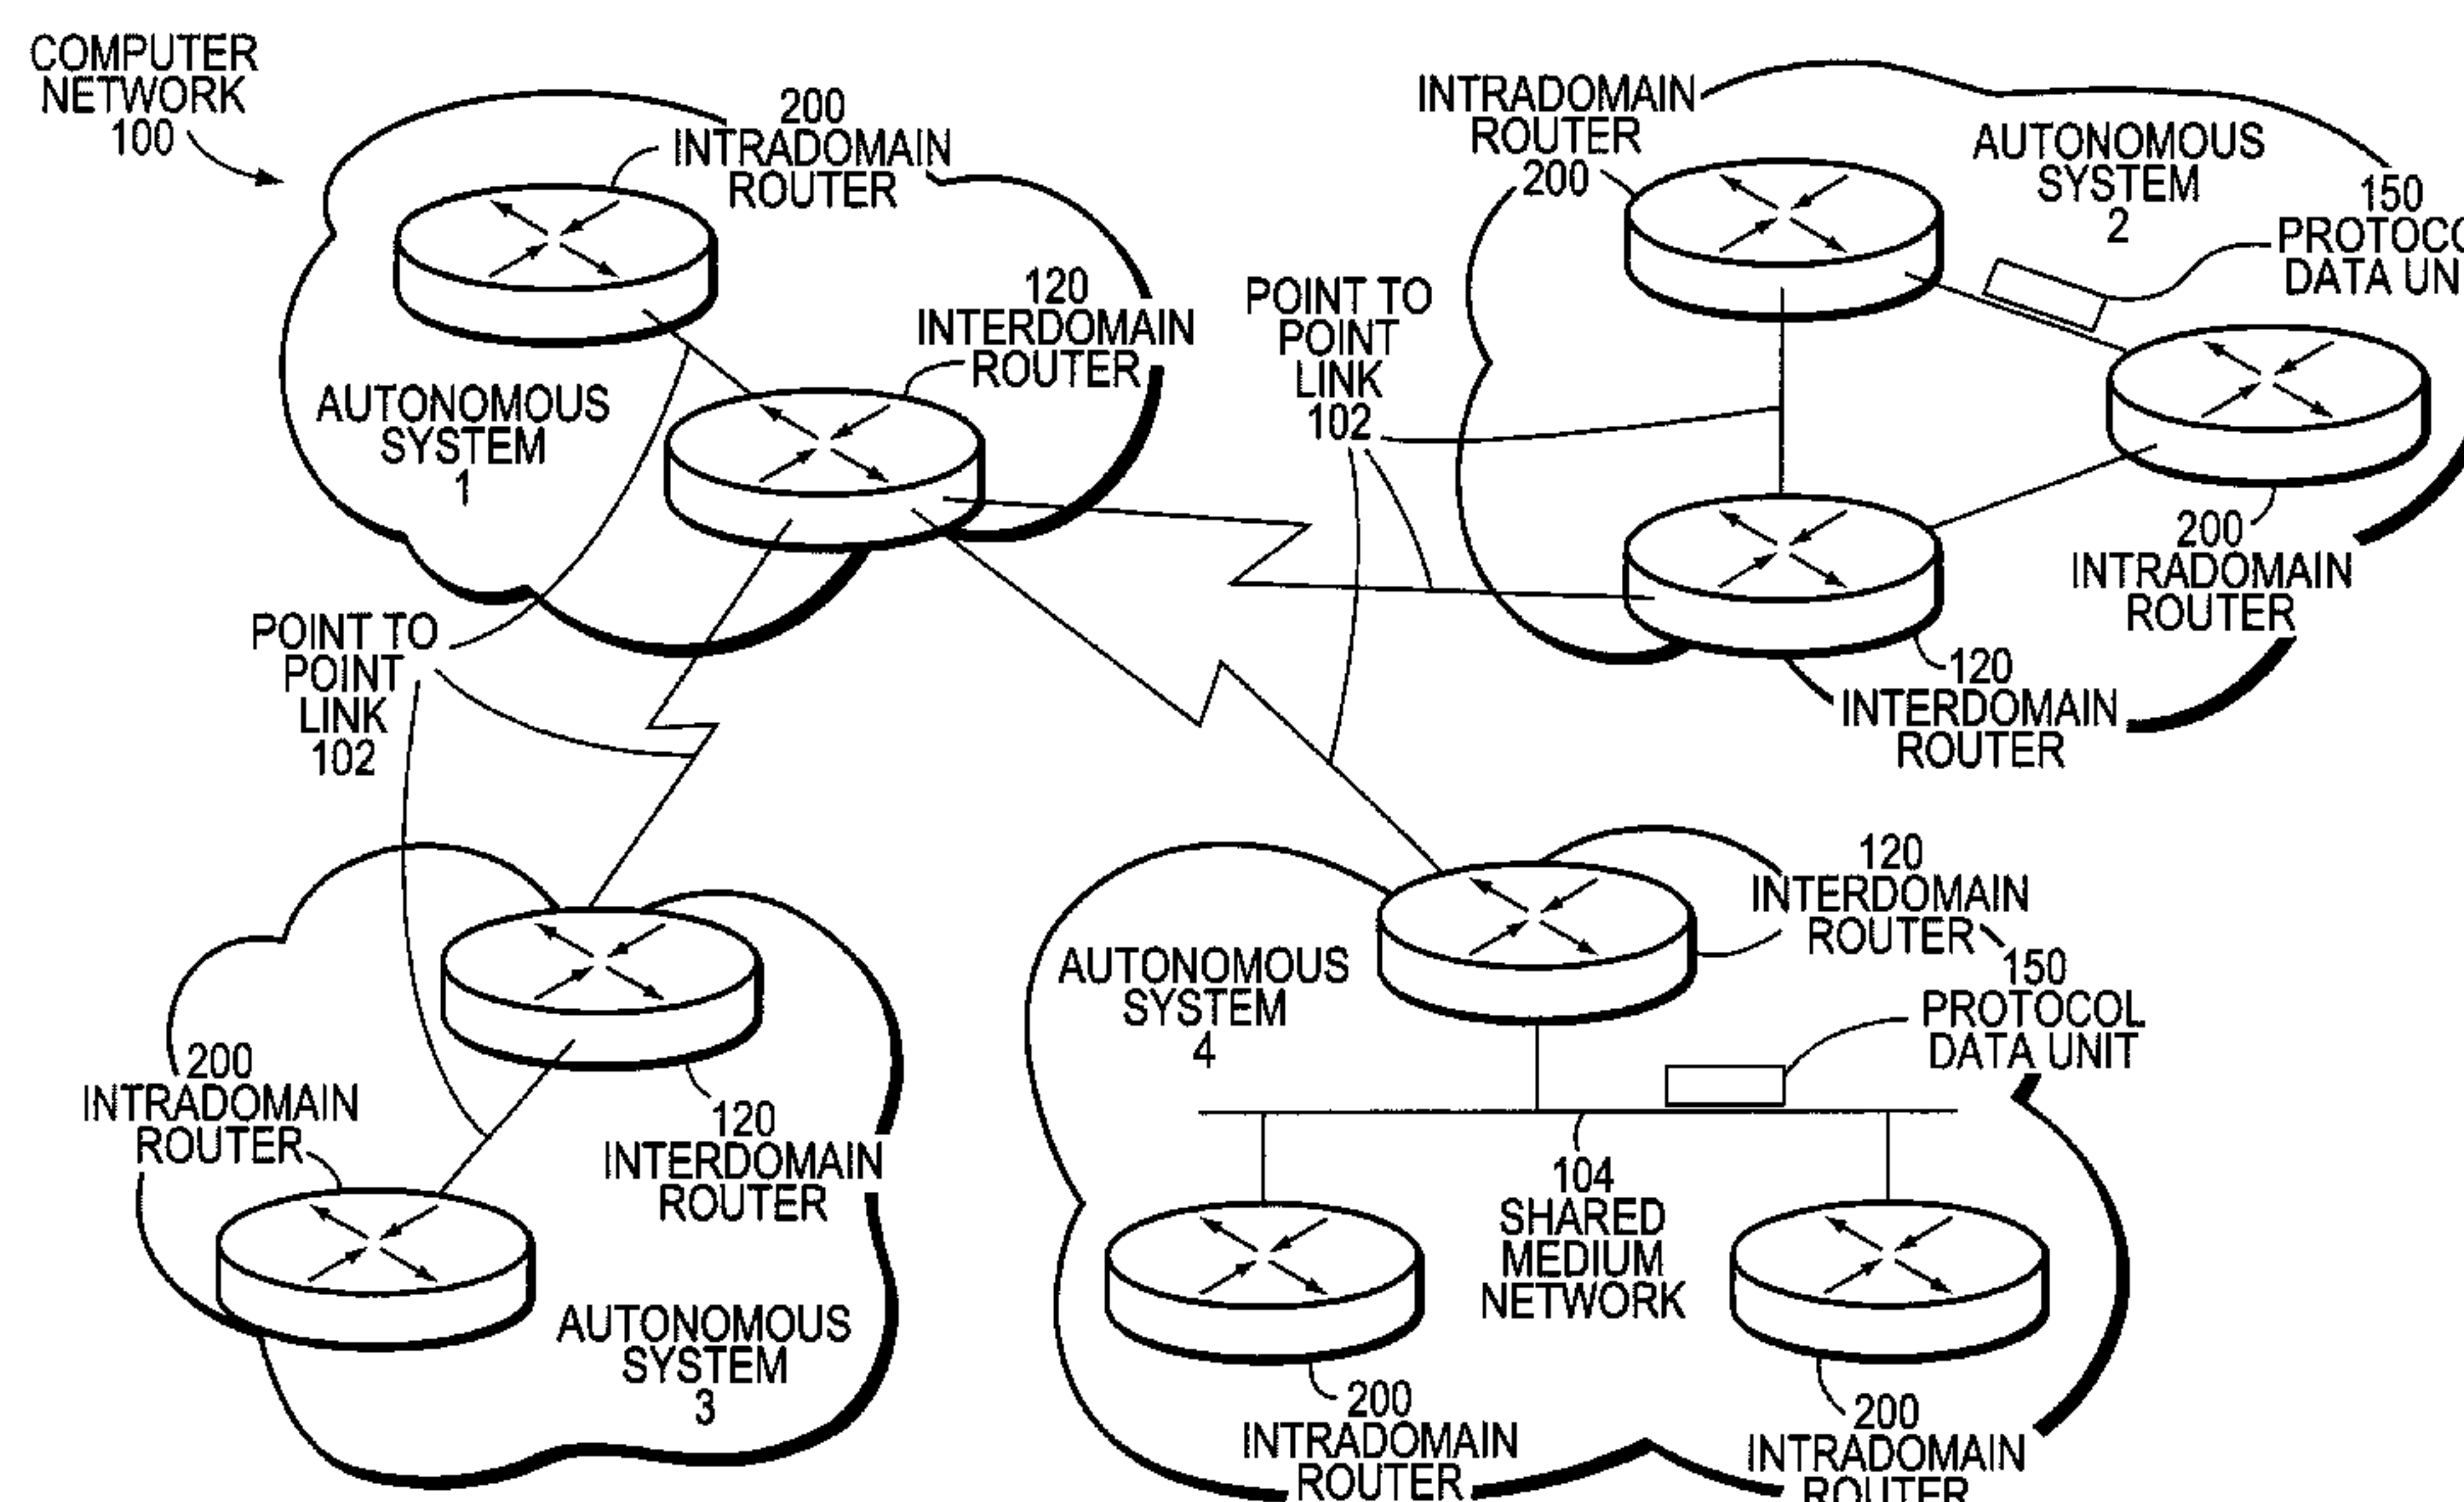 COMPUTER
NETWORK
100
200
INTRADOMAIN
ROUTER
120
INTERDOMAIN
ROUTER
AUTONOMOUS
SYSTEM
1
POINT TO
POINT
LINK
102
INTRADOMAIN
ROUTER
200
AUTONOMOUS
SYSTEM
2
150
DATA
200
INTRADOMAIN
ROUTER
120
INTERDOMAIN
ROUTER
POINT TO
POINT
LINK
102
200
INTRADOMAIN
ROUTER
120
INTERDOMAIN
ROUTER
AUTONOMOUS
SYSTEM
3
AUTONOMOUS
SYSTEM
4
120
INTERDOMAIN
ROUTER
150
PROTOCOL
DATA UNIT
104
SHARED
MEDIUM
NETWORK
200
INTRADOMAIN
ROUTER
200
INTRADOMAIN
ROUTER